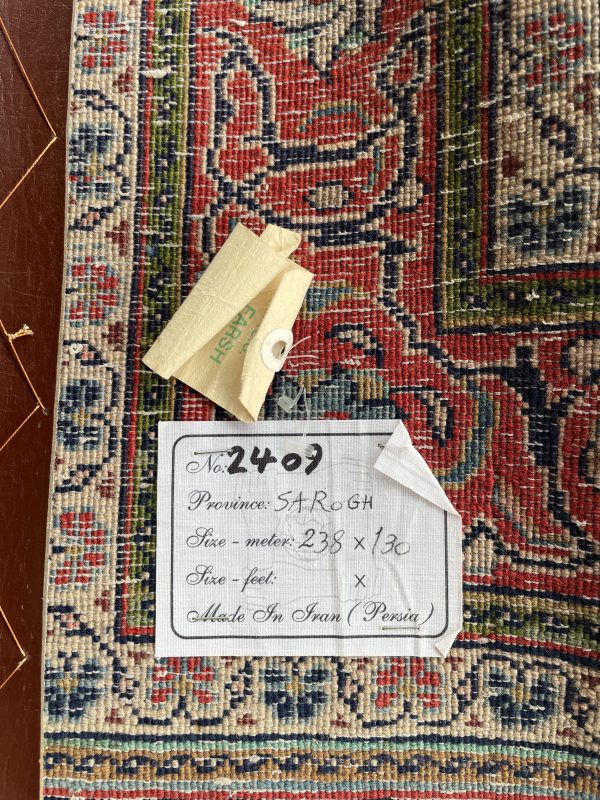 FARSH
No. 2409
Province: SAROGH
Size - meter: 238 x 130
Size - feet: x
Made In Iran ( Persia )